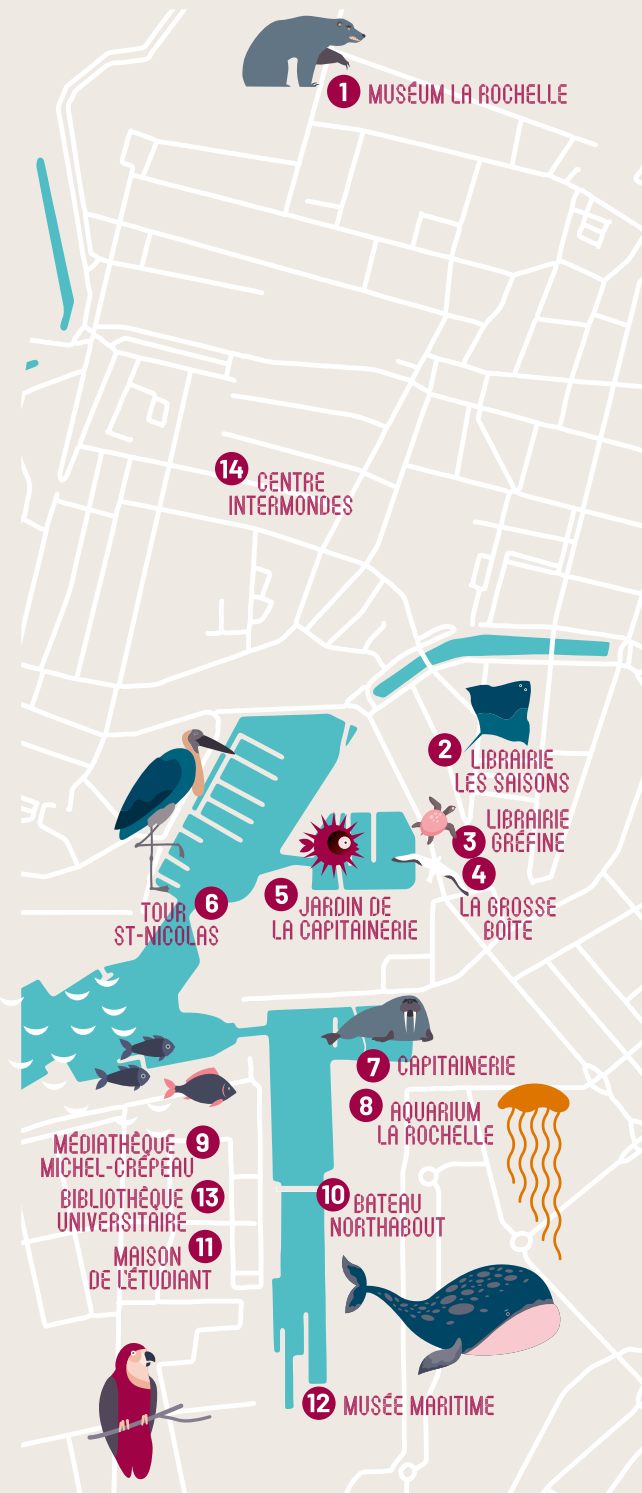 1 MUSÉUM LA ROCHELLE
14 CENTRE
INTERMONDES
2 LIBRAIRIE
LES SAISONS
3 LIBRAIRIE
GRÉFINE
4
LA GROSSE
BOÎTE
5 JARDIN DE
LA CAPITAINERIE
TOUR 6
ST-NICOLAS
7 CAPITAINERIE
8 AQUARIUM
LA ROCHELLE
MÉDIATHÈQUE 9
MICHEL-CRÉPEAU
BIBLIOTHÈQUE 13
UNIVERSITAIRE
10 BATEAU
NORTHABOUT
MAISON 11
DE L'ÉTUDIANT
12 MUSÉE MARITIME